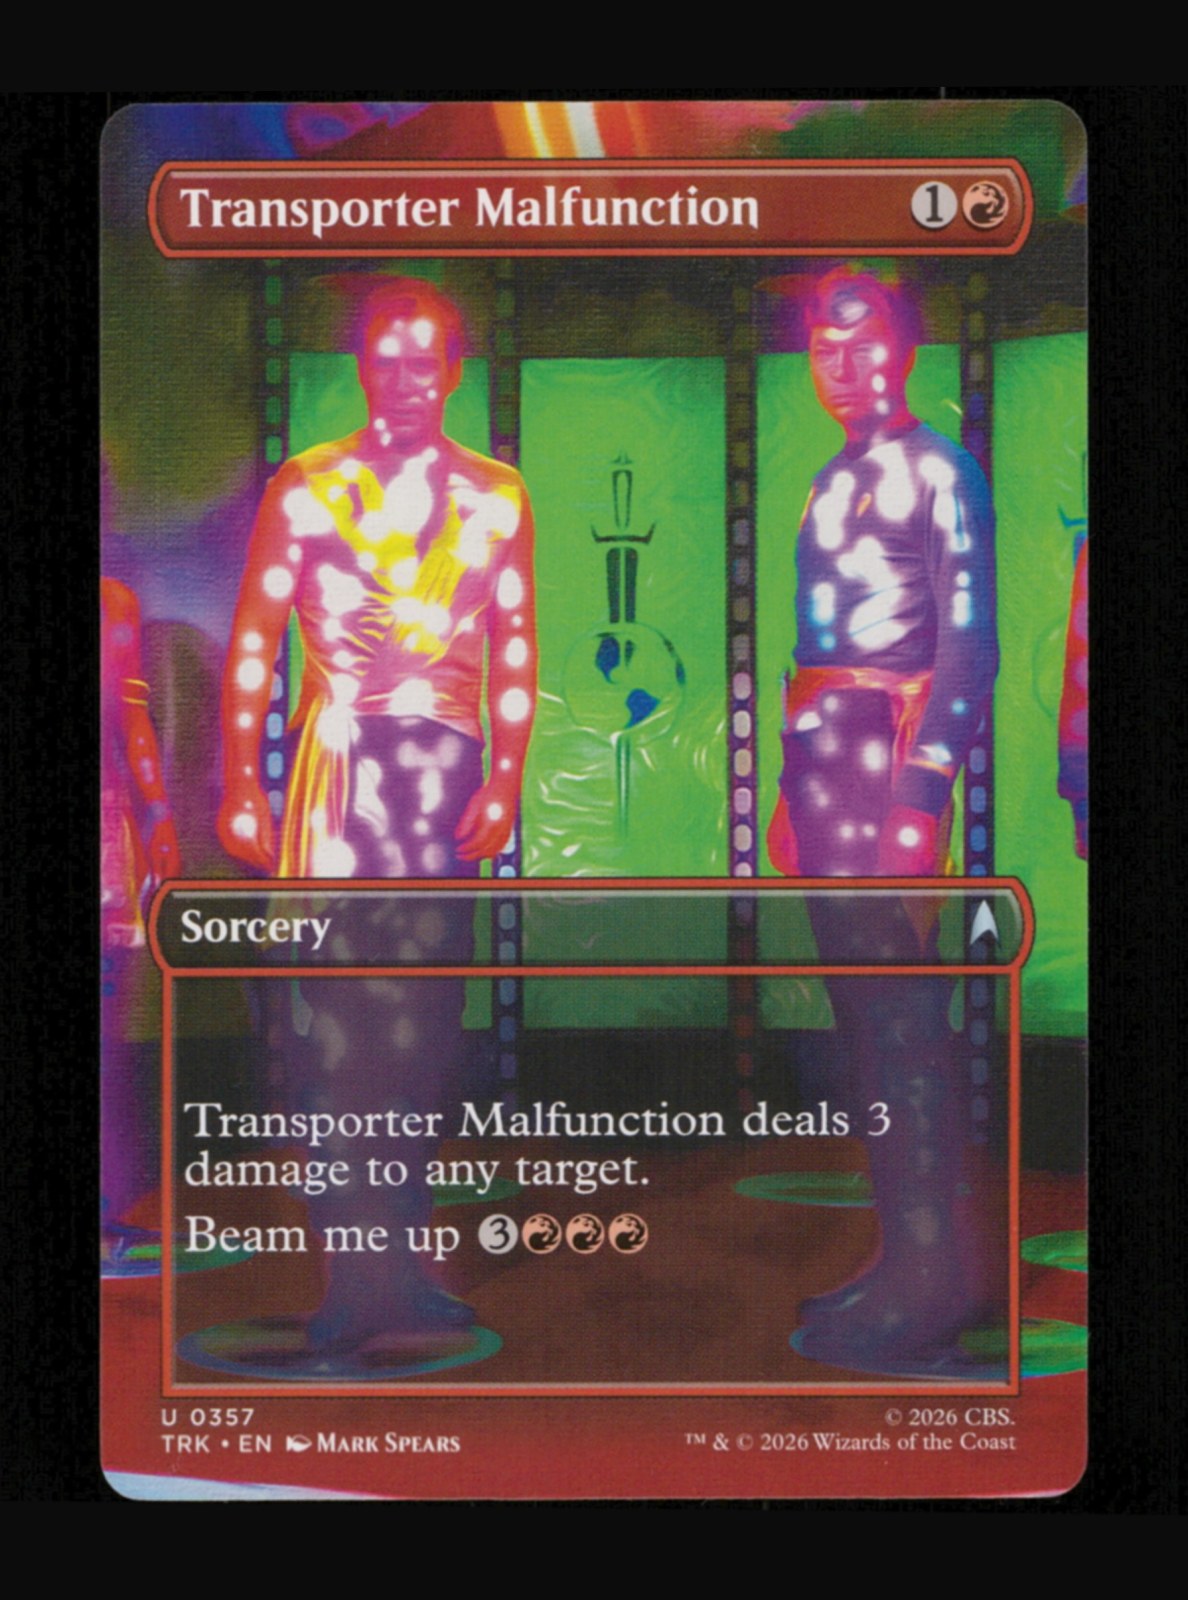 Transporter Malfunction 1
Sorcery
Transporter Malfunction deals 3
damage to any target.
Beam me up 3
U 0357
TRK • EN MARK SPEARS
© 2026 CBS.
™ & © 2026 Wizards of the Coast